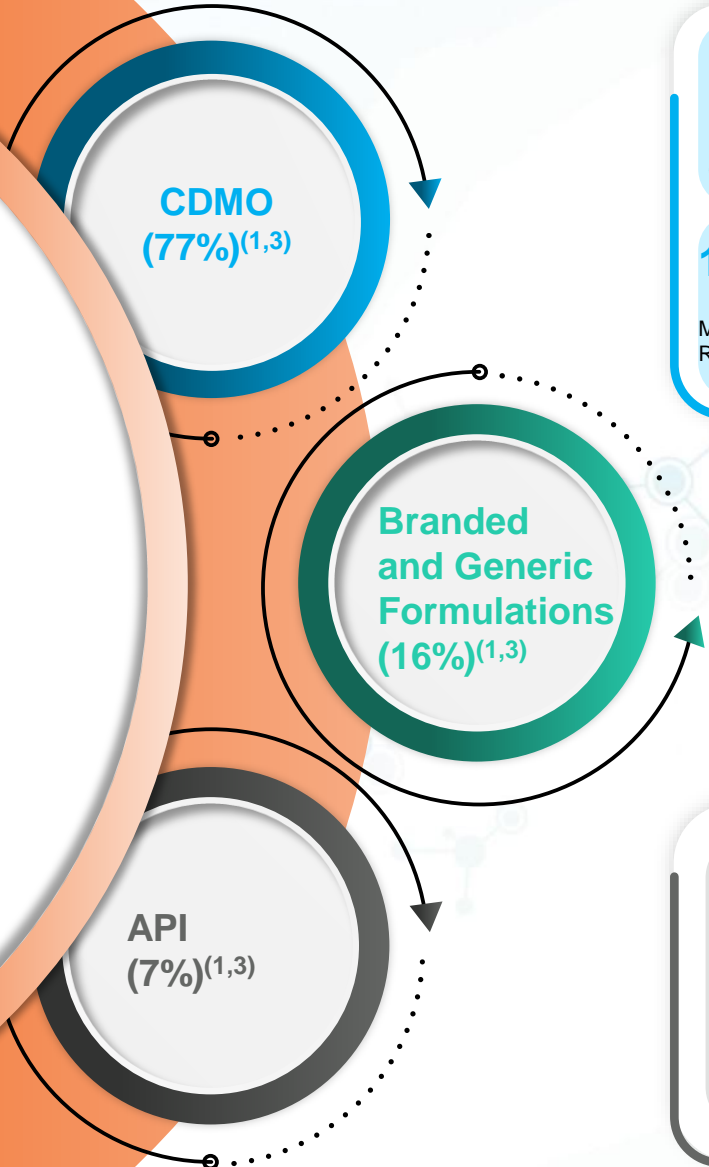 CDMO
(77%)(1,3)
Branded
and Generic
Formulations
(16%)(1,3)
API
(7%)(1,3)